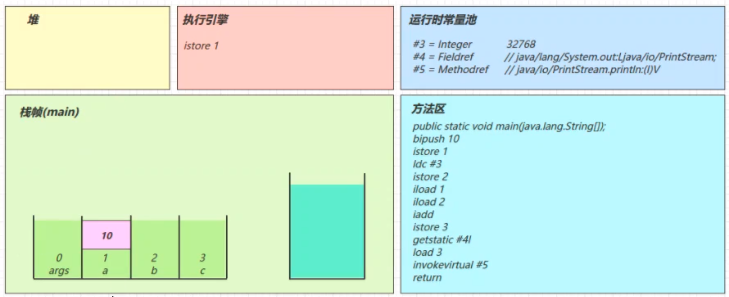 堆
执行引擎
istore 1
运行时常量池
#3 = Integer 32768
#4 = Fieldref // java/lang/System.out:Ljava/io/PrintStream;
#5 = Methodref // java/io/PrintStream.println:(I)V
栈帧(main)
10
0 1 2 3
args a b c
方法区
public static void main(java.lang.String[]);
bipush 10
istore 1
ldc #3
istore 2
iload 1
iload 2
iadd
istore 3
getstatic #4I
load 3
invokevirtual #5
return